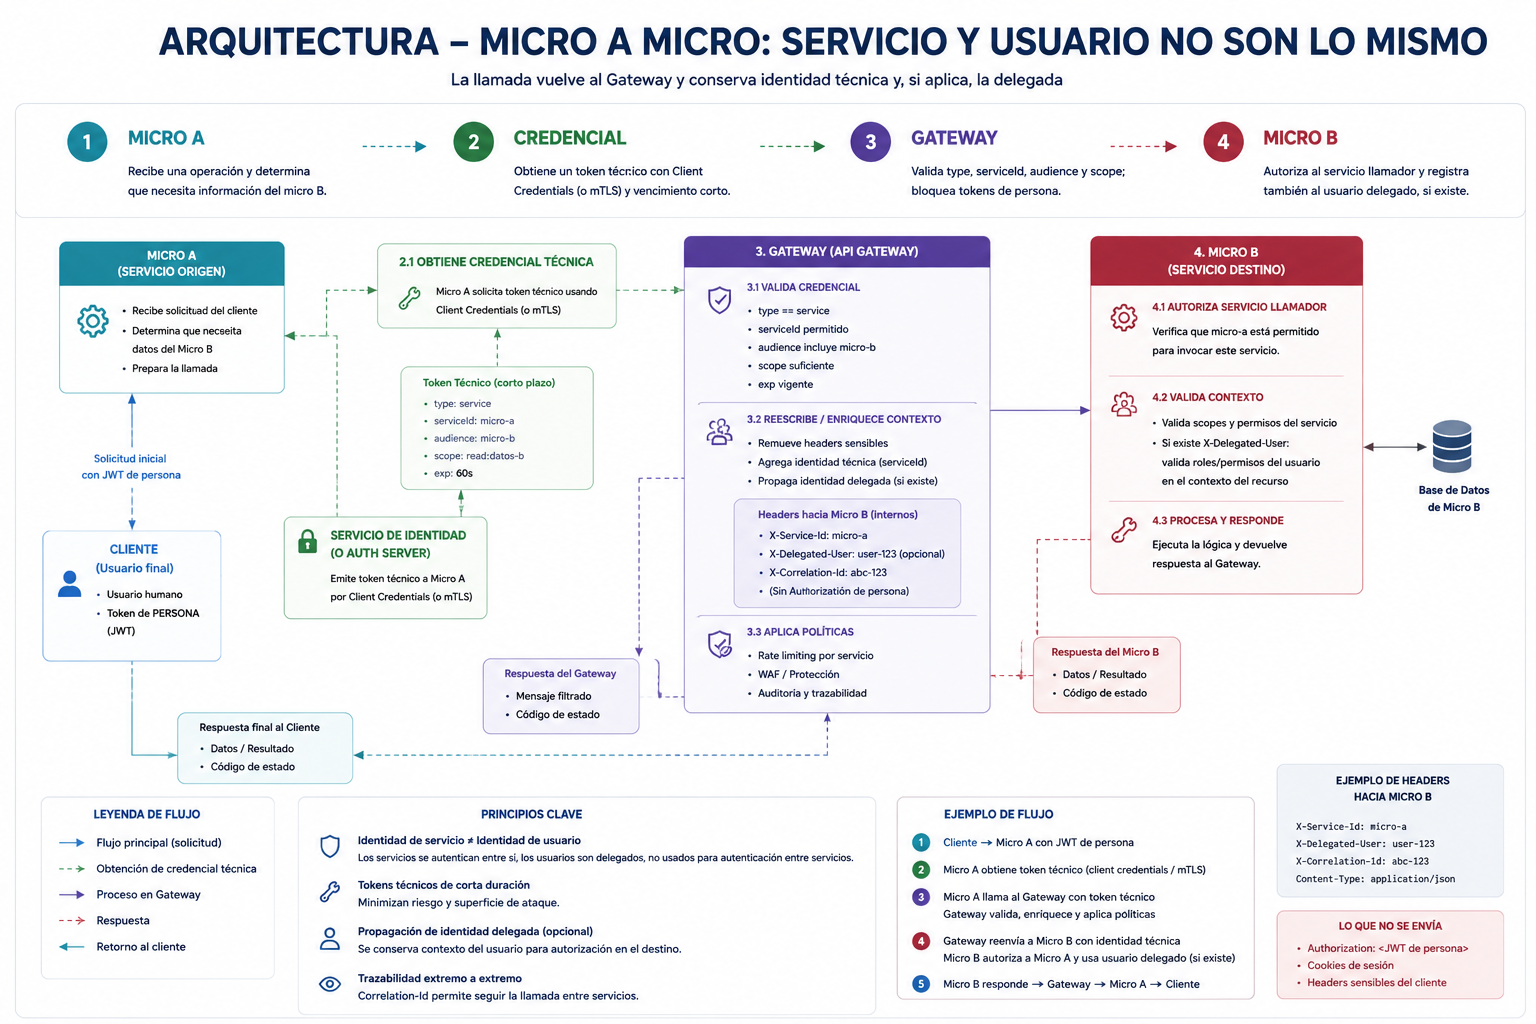 ARQUITECTURA – MICRO A MICRO: SERVICIO Y USUARIO NO SON LO MISMO
La llamada vuelve al Gateway y conserva identidad técnica y, si aplica, la delegada
1
MICRO A
Recibe una operación y determina
que necesita información del micro B.
2
CREDENCIAL
Obtiene un token técnico con Client
Credentials (o mTLS) y vencimiento corto.
3
GATEWAY
Valida type, serviceId, audience y scope;
bloquea tokens de persona.
4
MICRO B
Autoriza al servicio llamador y registra
también al usuario delegado, si existe.
MICRO A
(SERVICIO ORIGEN)
• Recibe solicitud del cliente
• Determina que necesita
datos del Micro B
• Prepara la llamada
Solicitud inicial
con JWT de persona
CLIENTE
(Usuario final)
• Usuario humano
• Token de PERSONA
(JWT)
2.1 OBTIENE CREDENCIAL TÉCNICA
Micro A solicita token técnico usando
Client Credentials (o mTLS)
Token Técnico (corto plazo)
• type: service
• serviceId: micro-a
• audience: micro-b
• scope: read:datos-b
• exp: 60s
SERVICIO DE IDENTIDAD
(O AUTH SERVER)
Emite token técnico a Micro A
por Client Credentials (o mTLS)
3. GATEWAY (API GATEWAY)
3.1 VALIDA CREDENCIAL
• type == service
• serviceId permitido
• audience incluye micro-b
• scope suficiente
• exp vigente
3.2 REESCRIBE / ENRIQUECE CONTEXTO
• Remueve headers sensibles
• Agrega identidad técnica (serviceId)
• Propaga identidad delegada (si existe)
Headers hacia Micro B (internos)
• X-Service-Id: micro-a
• X-Delegated-User: user-123 (opcional)
• X-Correlation-Id: abc-123
• (Sin Authorización de persona)
3.3 APLICA POLÍTICAS
• Rate limiting por servicio
• WAF / Protección
• Auditoría y trazabilidad
4. MICRO B
(SERVICIO DESTINO)
4.1 AUTORIZA SERVICIO LLAMADOR
Verifica que micro-a está permitido
para invocar este servicio.
4.2 VALIDA CONTEXTO
• Valida scopes y permisos del servicio
• Si existe X-Delegated-User:
valida roles/permisos del usuario
en el contexto del recurso
4.3 PROCESA Y RESPONDE
Ejecuta la lógica y devuelve
respuesta al Gateway.
Base de Datos
de Micro B
Respuesta del Gateway
• Mensaje filtrado
• Código de estado
Respuesta del Micro B
• Datos / Resultado
• Código de estado
Respuesta final al Cliente
• Datos / Resultado
• Código de estado
LEYENDA DE FLUJO
Flujo principal (solicitud)
Obtención de credencial técnica
Proceso en Gateway
Respuesta
Retorno al cliente
PRINCIPIOS CLAVE
Identidad de servicio ≠ Identidad de usuario
Los servicios se autentican entre sí, los usuarios son delegados, no usados para autenticación entre servicios.
Tokens técnicos de corta duración
Minimizan riesgo y superficie de ataque.
Propagación de identidad delegada (opcional)
Se conserva contexto del usuario para autorización en el destino.
Trazabilidad extremo a extremo
Correlation-Id permite seguir la llamada entre servicios.
EJEMPLO DE FLUJO
1 Cliente → Micro A con JWT de persona
2 Micro A obtiene token técnico (client credentials / mTLS)
3 Micro A llama al Gateway con token técnico
Gateway valida, enriquece y aplica políticas
4 Gateway reenvía a Micro B con identidad técnica
Micro B autoriza a Micro A y usa usuario delegado (si existe)
5 Micro B responde → Gateway → Micro A → Cliente
EJEMPLO DE HEADERS
HACIA MICRO B
X-Service-Id: micro-a
X-Delegated-User: user-123
X-Correlation-Id: abc-123
Content-Type: application/json
LO QUE NO SE ENVÍA
• Authorization: <JWT de persona>
• Cookies de sesión
• Headers sensibles del cliente